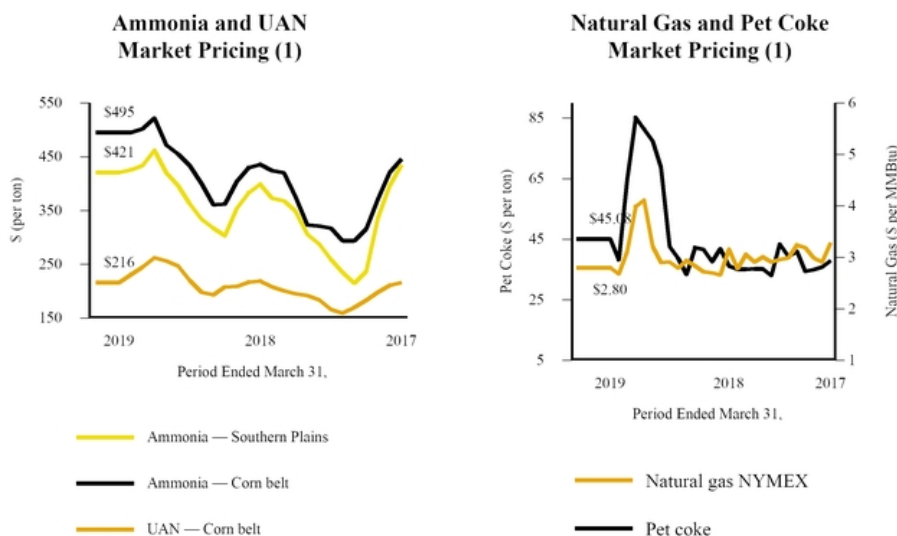 Ammonia and UAN
Market Pricing (1)
550
450
350
250
150
$ (per ton)
$495
$421
$216
2019
2018
2017
Period Ended March 31,
Ammonia — Southern Plains
Ammonia — Corn belt
UAN — Corn belt
Natural Gas and Pet Coke
Market Pricing (1)
85
65
45
25
5
Pet Coke ($ per ton)
$45.08
$2.80
6
5
4
3
2
1
Natural Gas ($ per MMBtu)
2019
2018
2017
Period Ended March 31,
Natural gas NYMEX
Pet coke